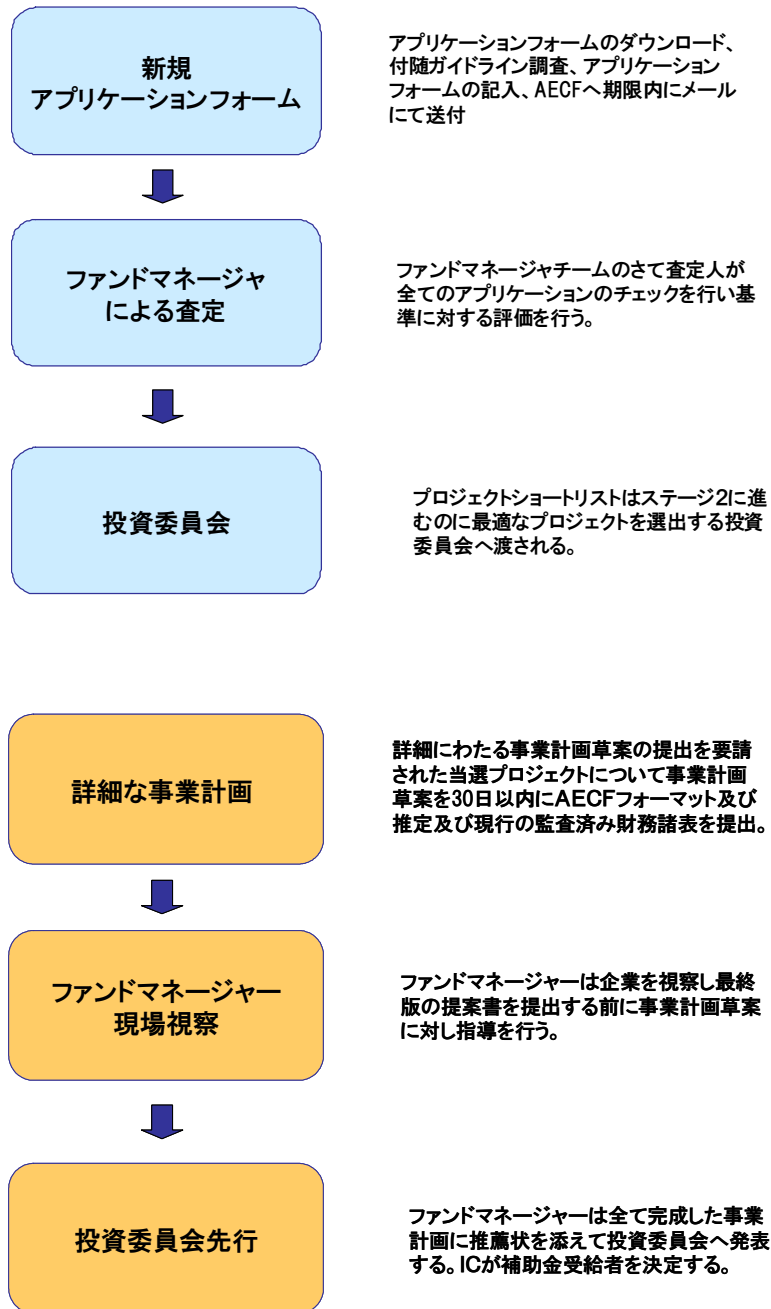 新規
アプリケーションフォーム
アプリケーションフォームのダウンロード、
付随ガイドライン調査、アプリケーション
フォームの記入、AECFへ期限内にメール
にて送付
ファンドマネージャ
による査定
ファンドマネージャチームのさて査定人が
全てのアプリケーションのチェックを行い基
準に対する評価を行う。
投資委員会
プロジェクトショートリストはステージ2に進
むのに最適なプロジェクトを選出する投資
委員会へ渡される。
詳細な事業計画
詳細にわたる事業計画草案の提出を要請
された当選プロジェクトについて事業計画
草案を30日以内にAECFフォーマット及び
推定及び現行の監査済み財務諸表を提出。
ファンドマネージャー
現場視察
ファンドマネージャーは企業を視察し最終
版の提案書を提出する前に事業計画草案
に対し指導を行う。
投資委員会先行
ファンドマネージャーは全て完成した事業
計画に推薦状を添えて投資委員会へ発表
する。ICが補助金受給者を決定する。